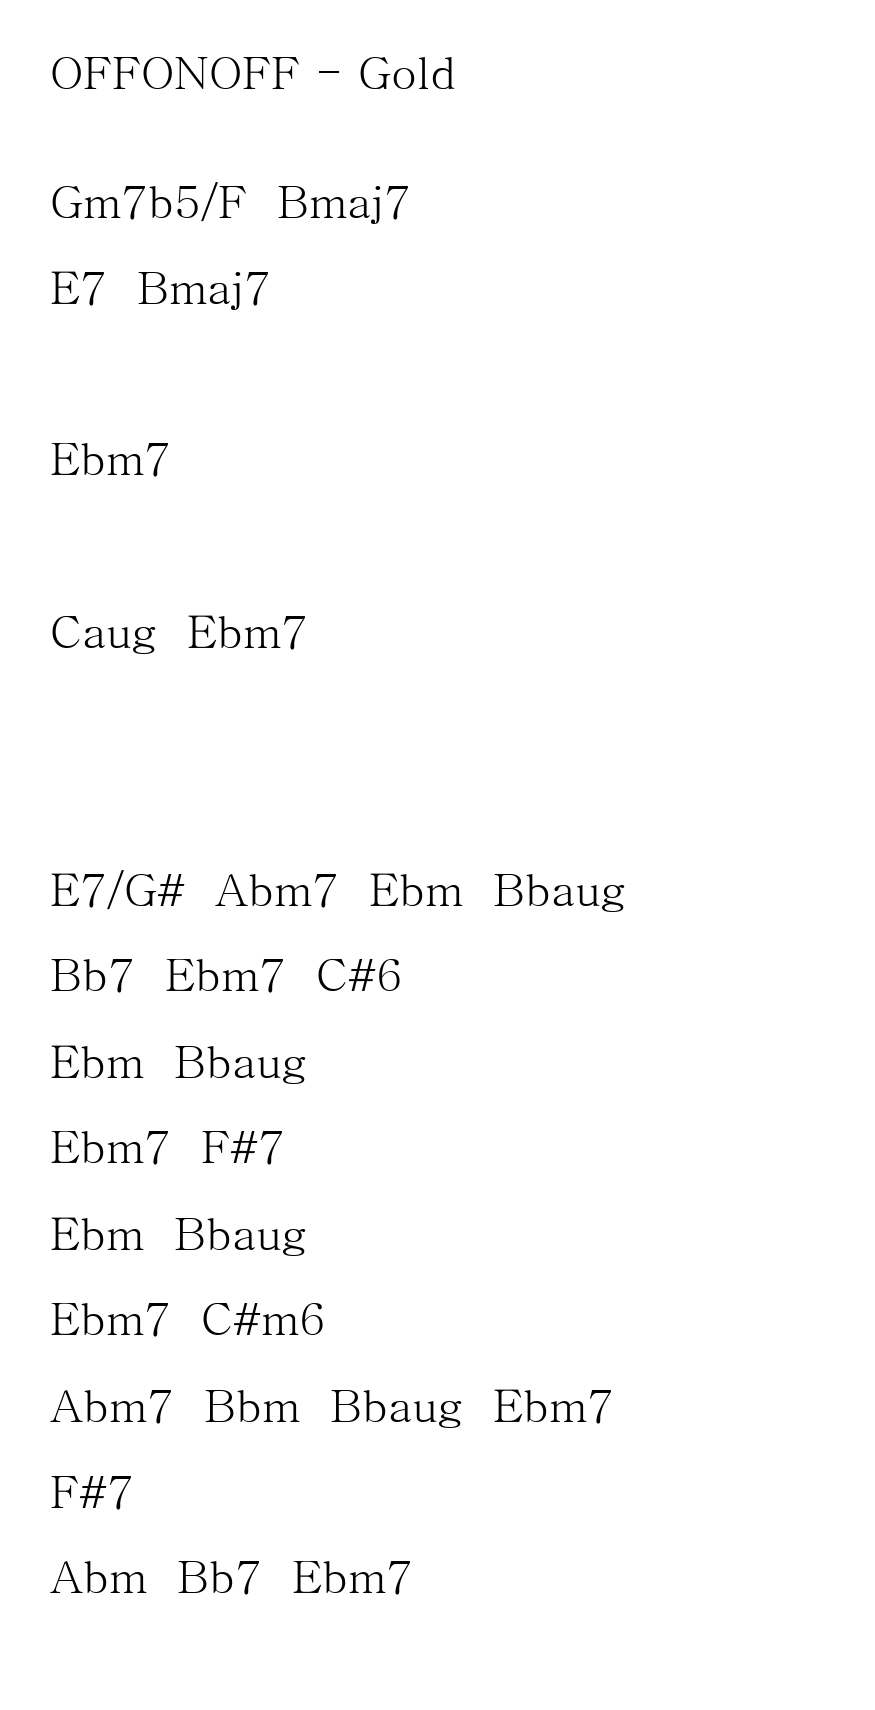 OFFONOFF - Gold
Gm7b5/F Bmaj7
E7 Bmaj7
Ebm7
Caug Ebm7
E7/G# Abm7 Ebm Bbaug
Bb7 Ebm7 C#6
Ebm Bbaug
Ebm7 F#7
Ebm Bbaug
Ebm7 C#m6
Abm7 Bbm Bbaug Ebm7
F#7
Abm Bb7 Ebm7